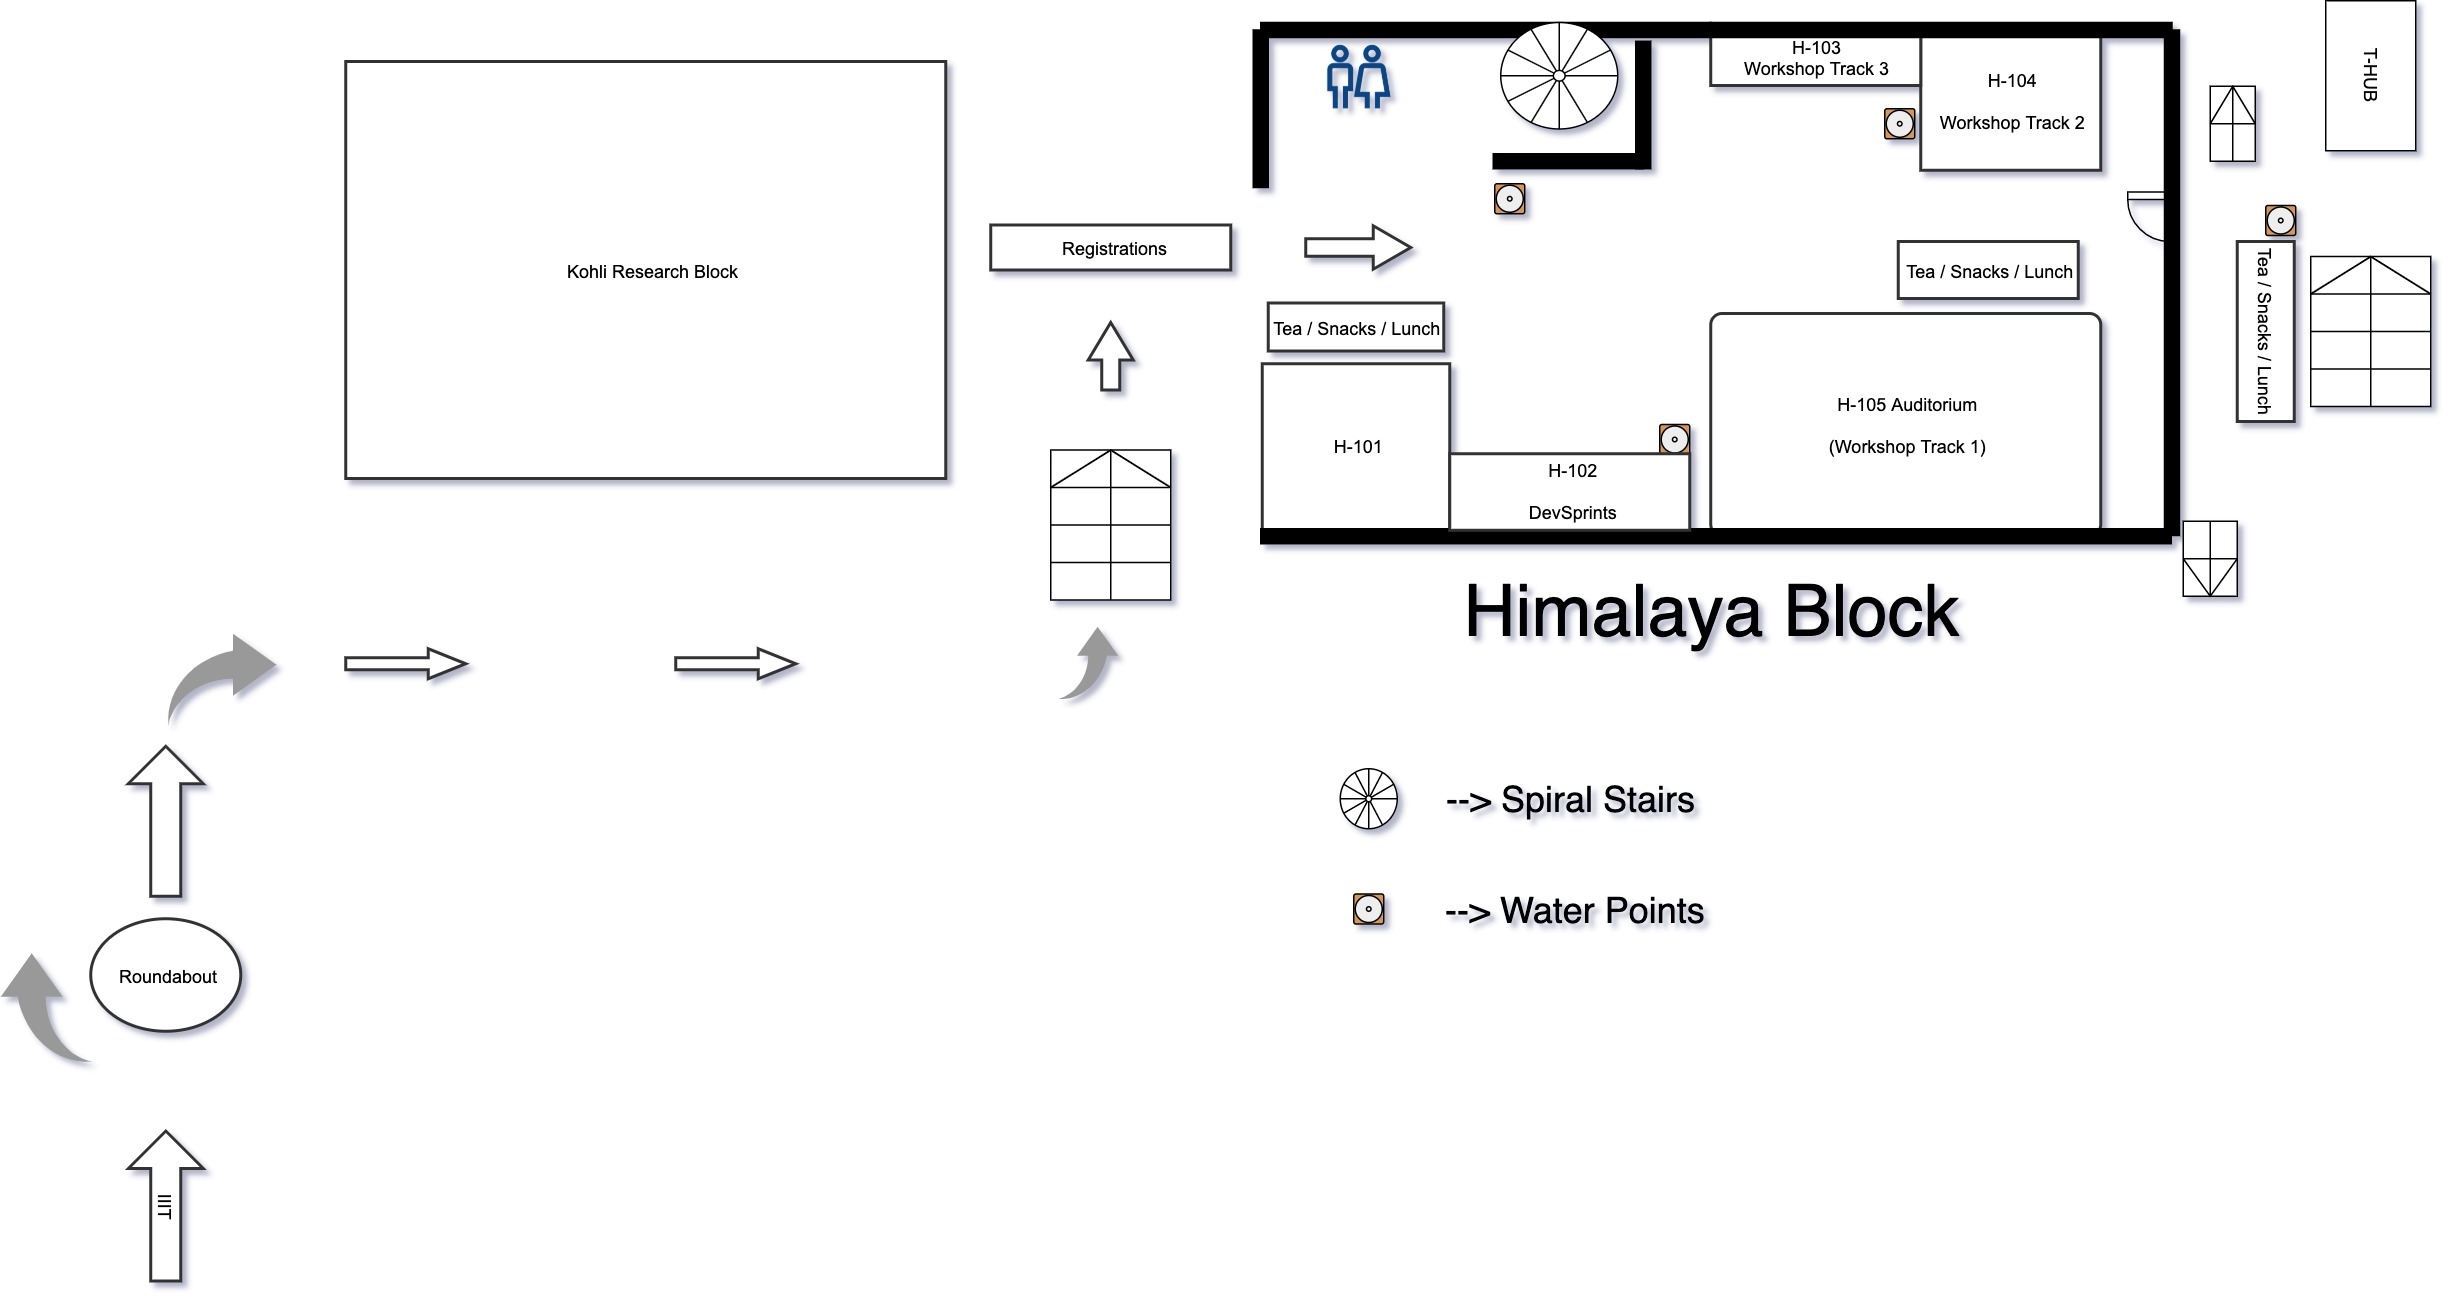 H-103
Workshop Track 3
H-104
Workshop Track 2
T-HUB
Kohli Research Block
Registrations
Tea / Snacks / Lunch
Tea / Snacks / Lunch
Tea / Snacks / Lunch
H-101
H-102
DevSprints
H-105 Auditorium
(Workshop Track 1)
Himalaya Block
--> Spiral Stairs
--> Water Points
Roundabout
IIIT